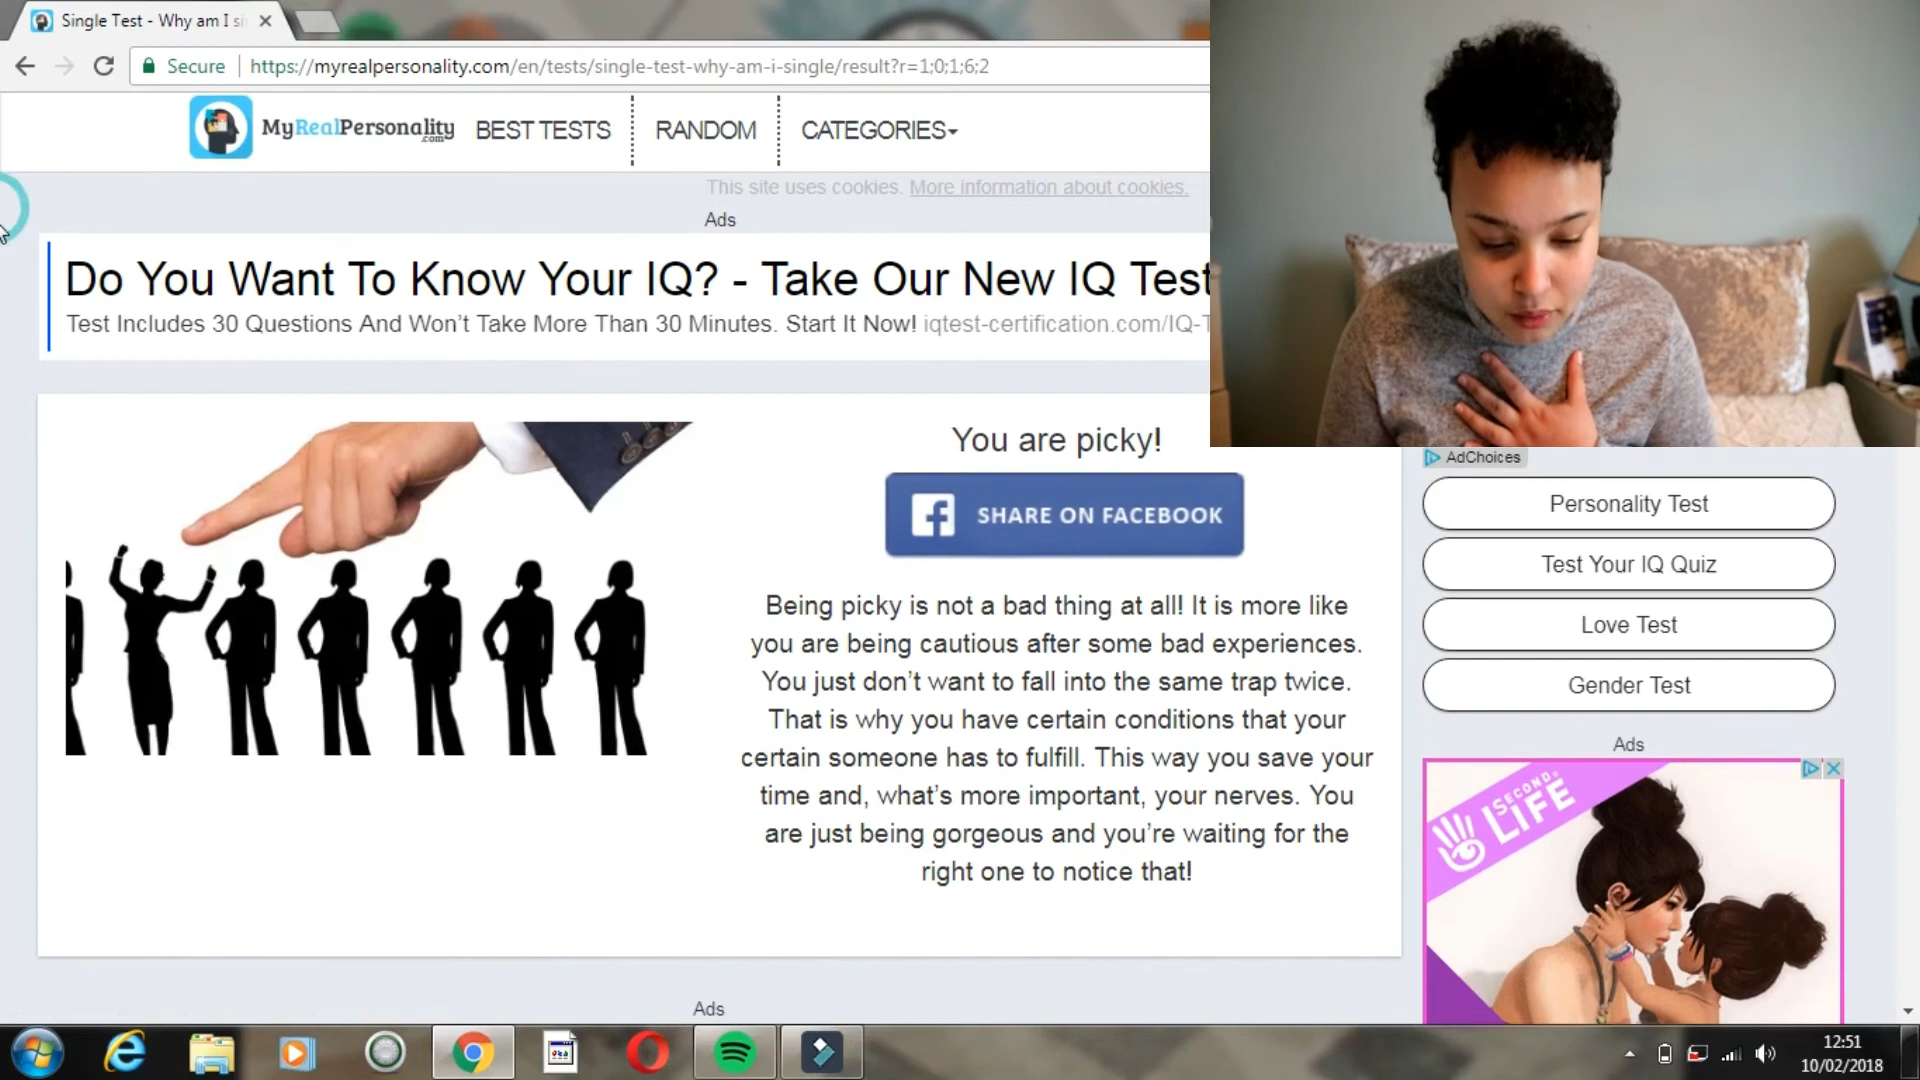 Single Test - Why am I si
Secure
https://myrealpersonality.com/en/tests/single-test-why-am-i-single/result?r=1;0;1;6;2
MyRealPersonality
.com
BEST TESTS
RANDOM
CATEGORIES
This site uses cookies. More information about cookies.
Ads
Do You Want To Know Your IQ? - Take Our New IQ Test
Test Includes 30 Questions And Won't Take More Than 30 Minutes. Start It Now! iqtest-certification.com/IQ-T
You are picky!
SHARE ON FACEBOOK
Being picky is not a bad thing at all! It is more like
you are being cautious after some bad experiences.
You just don't want to fall into the same trap twice.
That is why you have certain conditions that your
certain someone has to fulfill. This way you save your
time and, what's more important, your nerves. You
are just being gorgeous and you're waiting for the
right one to notice that!
AdChoices
Personality Test
Test Your IQ Quiz
Love Test
Gender Test
Ads
SECOND
LIFE
Ads
12:51
10/02/2018